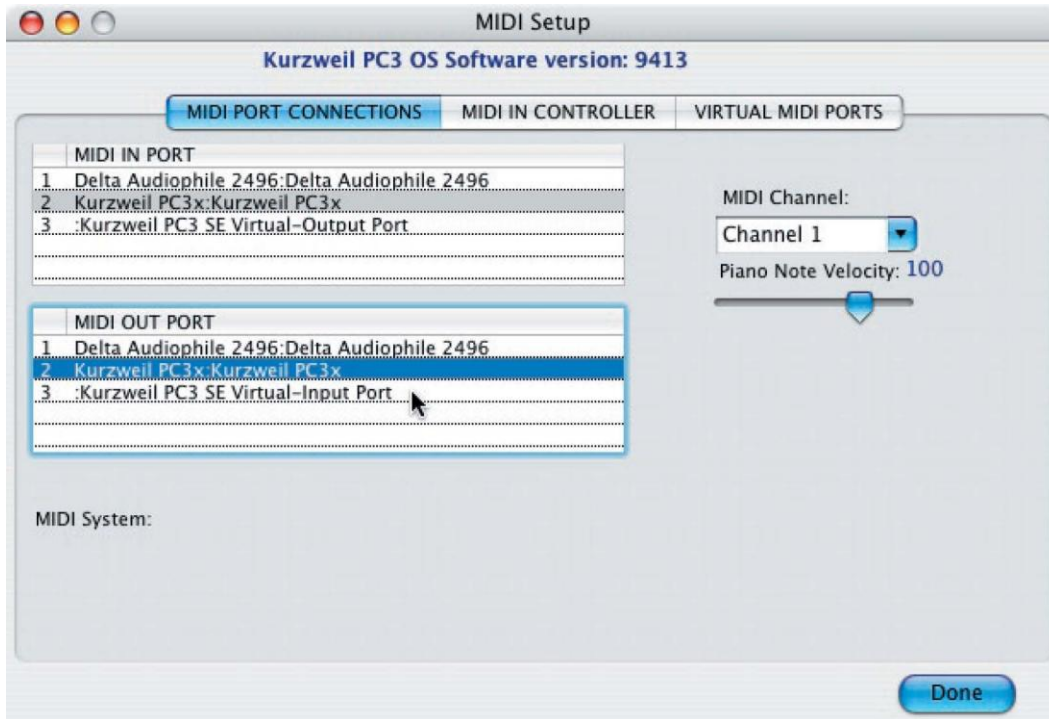 MIDI Setup
Kurzweil PC3 OS Software version: 9413
MIDI PORT CONNECTIONS
MIDI IN CONTROLLER
VIRTUAL MIDI PORTS
MIDI IN PORT
1 Delta Audiophile 2496:Delta Audiophile 2496
2 Kurzweil PC3x:Kurzweil PC3x
3 :Kurzweil PC3 SE Virtual-Output Port
MIDI Channel:
Channel 1
Piano Note Velocity: 100
MIDI OUT PORT
1 Delta Audiophile 2496:Delta Audiophile 2496
2 Kurzweil PC3x:Kurzweil PC3x
3 :Kurzweil PC3 SE Virtual-Input Port
MIDI System:
Done